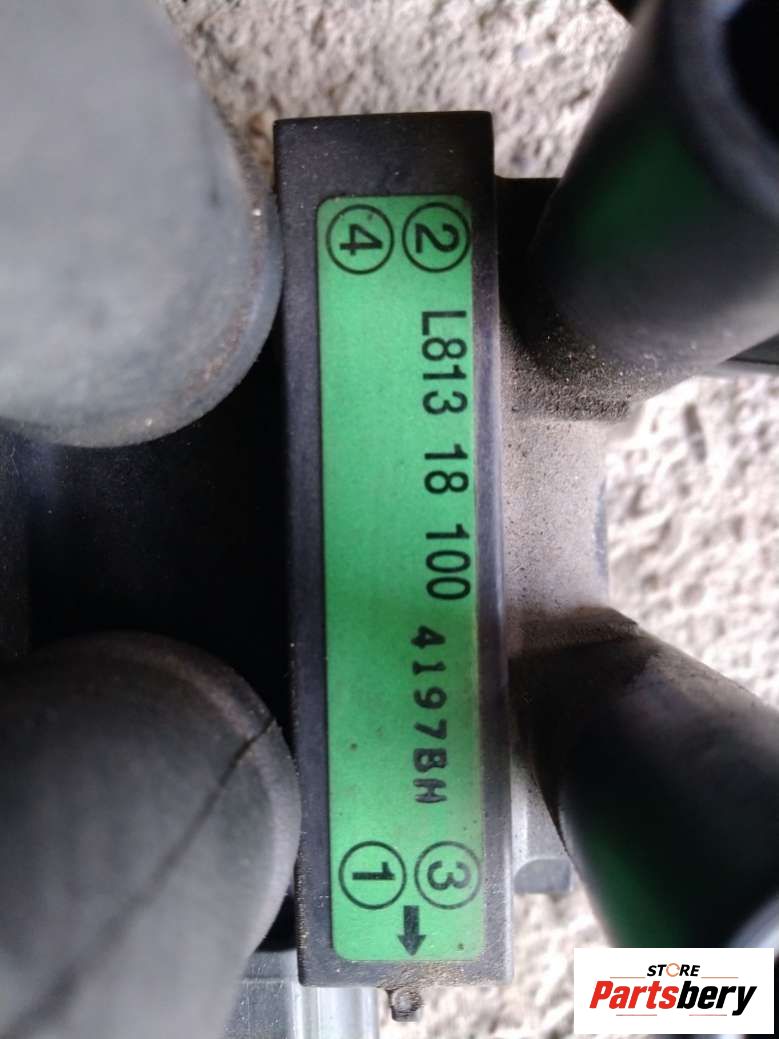 ② L813 18 100 4197BH ③
④ ①
STORE
Partsbery